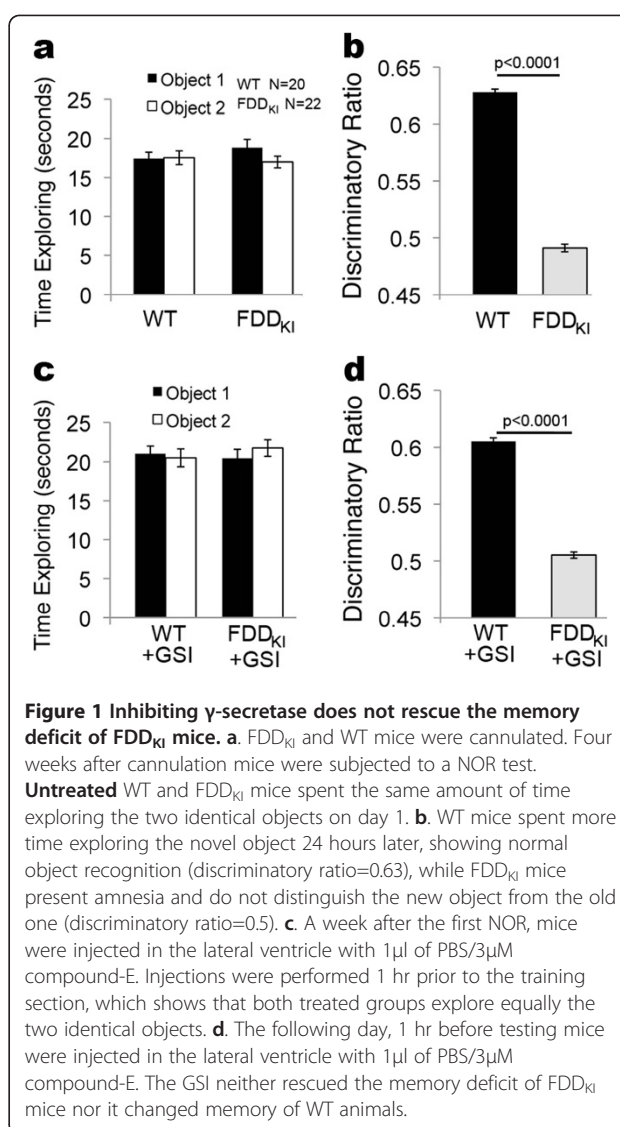 a
b
Object 1 WT N=20
Object 2 FDDKI N=22
Time Exploring (seconds)
25
20
15
10
5
0
WT FDDKI
p<0.0001
Discriminatory Ratio
0.65
0.6
0.55
0.5
0.45
WT FDDKI
c
d
Object 1
Object 2
Time Exploring (seconds)
25
20
15
10
5
0
WT FDDKI
+GSI +GSI
p<0.0001
Discriminatory Ratio
0.65
0.6
0.55
0.5
0.45
WT FDDKI
+GSI +GSI
Figure 1 Inhibiting γ-secretase does not rescue the memory
deficit of FDDKI mice. a. FDDKI and WT mice were cannulated. Four
weeks after cannulation mice were subjected to a NOR test.
Untreated WT and FDDKI mice spent the same amount of time
exploring the two identical objects on day 1. b. WT mice spent more
time exploring the novel object 24 hours later, showing normal
object recognition (discriminatory ratio=0.63), while FDDKI mice
present amnesia and do not distinguish the new object from the old
one (discriminatory ratio=0.5). c. A week after the first NOR, mice
were injected in the lateral ventricle with 1μl of PBS/3μM
compound-E. Injections were performed 1 hr prior to the training
section, which shows that both treated groups explore equally the
two identical objects. d. The following day, 1 hr before testing mice
were injected in the lateral ventricle with 1μl of PBS/3μM
compound-E. The GSI neither rescued the memory deficit of FDDKI
mice nor it changed memory of WT animals.